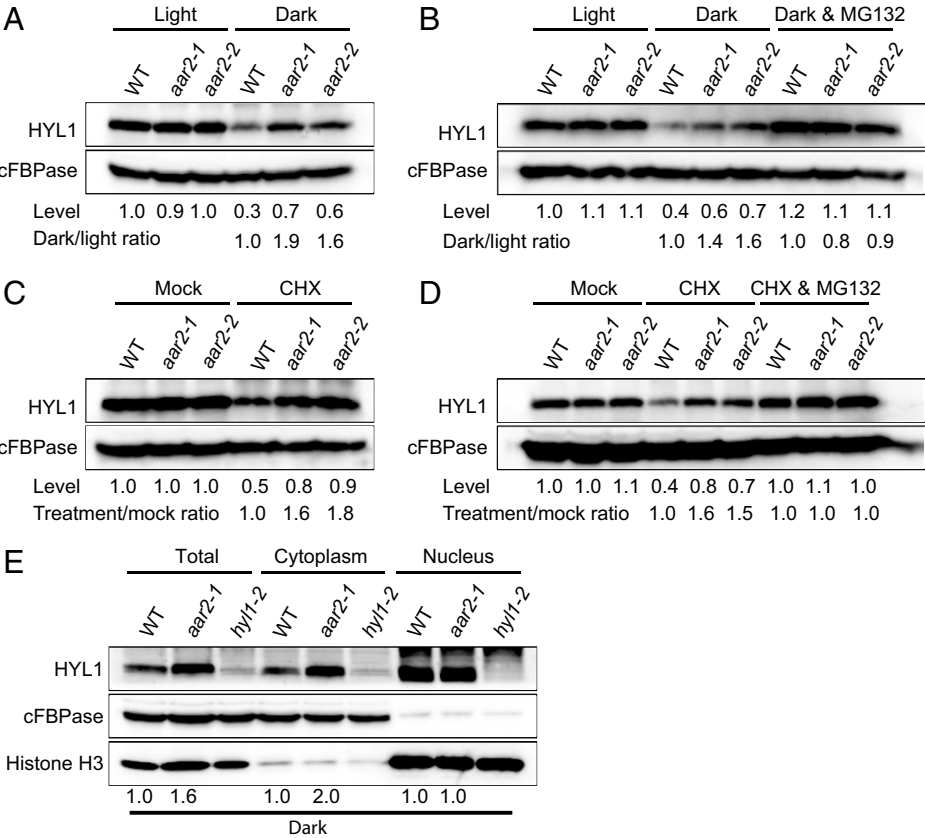 A
Light Dark
WT aar2-1 aar2-2 WT aar2-1 aar2-2
HYL1
cFBPase
Level 1.0 0.9 1.0 0.3 0.7 0.6
Dark/light ratio 1.0 1.9 1.6
B
Light Dark Dark & MG132
WT aar2-1 aar2-2 WT aar2-1 aar2-2 WT aar2-1 aar2-2
HYL1
cFBPase
Level 1.0 1.1 1.1 0.4 0.6 0.7 1.2 1.1 1.1
Dark/light ratio 1.0 1.4 1.6 1.0 0.8 0.9
C
Mock CHX
WT aar2-1 aar2-2 WT aar2-1 aar2-2
HYL1
cFBPase
Level 1.0 1.0 1.0 0.5 0.8 0.9
Treatment/mock ratio 1.0 1.6 1.8
D
Mock CHX CHX & MG132
WT aar2-1 aar2-2 WT aar2-1 aar2-2 WT aar2-1 aar2-2
HYL1
cFBPase
Level 1.0 1.0 1.1 0.4 0.8 0.7 1.0 1.1 1.0
Treatment/mock ratio 1.0 1.6 1.5 1.0 1.0 1.0
E
Total Cytoplasm Nucleus
WT aar2-1 hyl1-2 WT aar2-1 hyl1-2 WT aar2-1 hyl1-2
HYL1
cFBPase
Histone H3
1.0 1.6 1.0 2.0 1.0 1.0
Dark